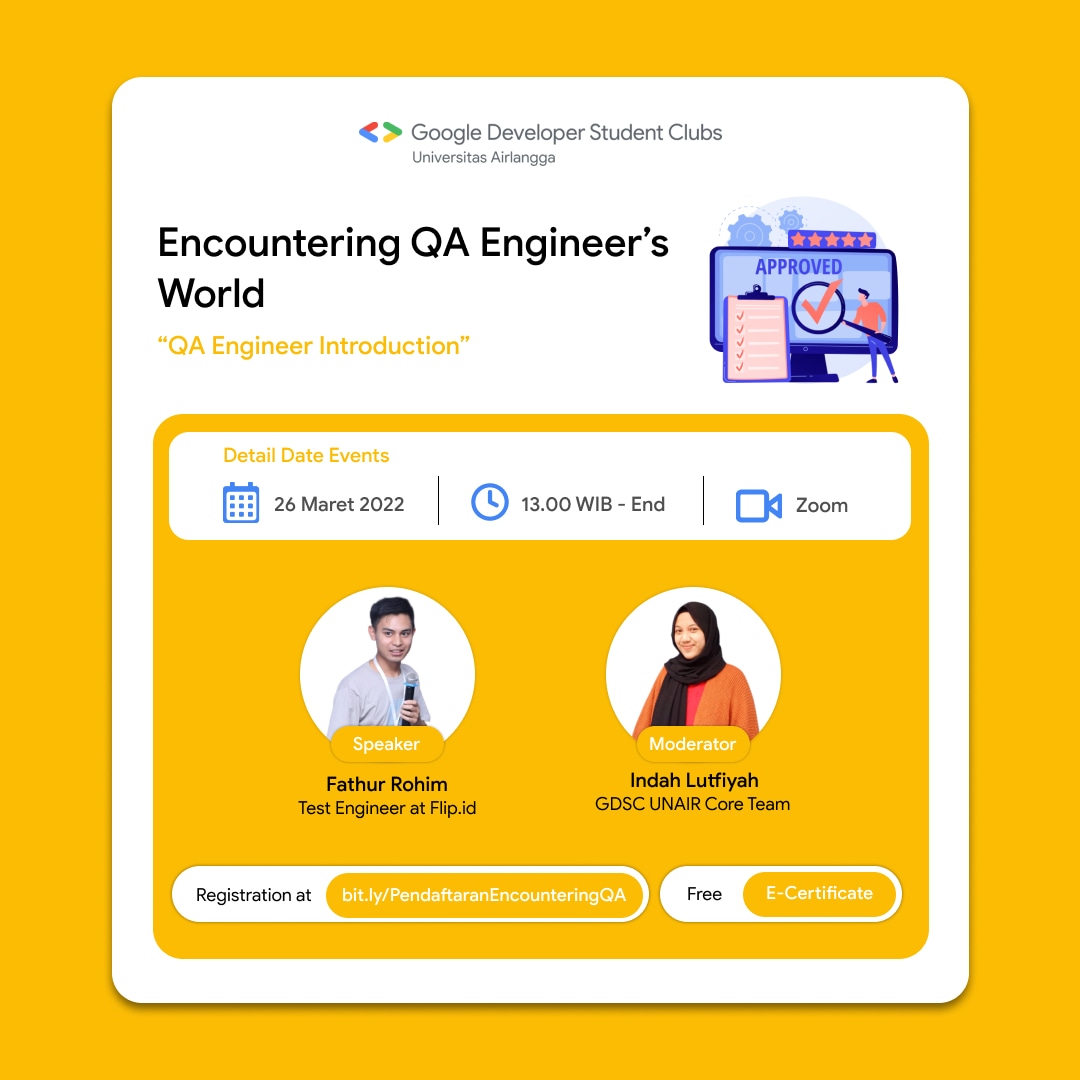 Google Developer Student Clubs
Universitas Airlangga
Encountering QA Engineer’s
World
“QA Engineer Introduction”
APPROVED
Detail Date Events
26 Maret 2022
13.00 WIB - End
Zoom
Speaker
Moderator
Fathur Rohim
Test Engineer at Flip.id
Indah Lutfiyah
GDSC UNAIR Core Team
Registration at
bit.ly/PendaftaranEncounteringQA
Free
E-Certificate